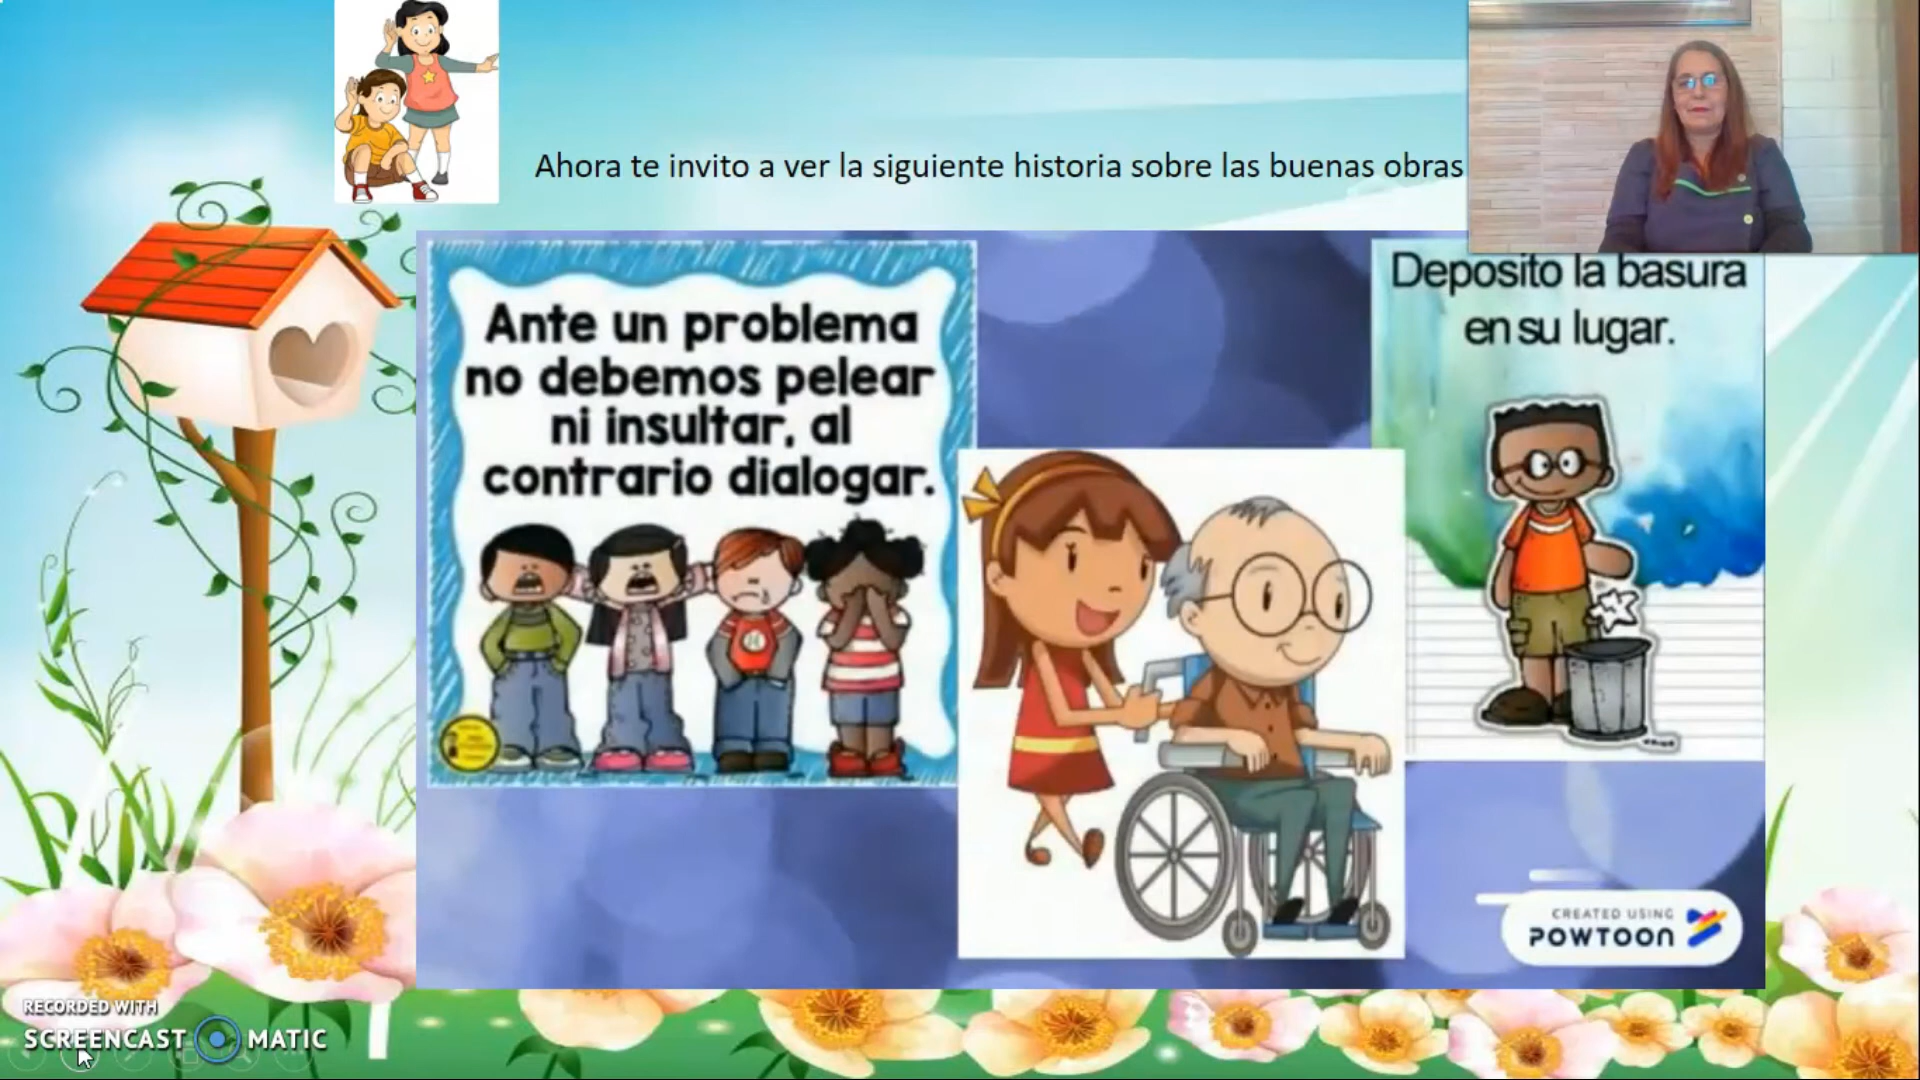 Ahora te invito a ver la siguiente historia sobre las buenas obras
Ante un problema
no debemos pelear
ni insultar, al
contrario dialogar.
Deposito la basura
en su lugar.
CREATED USING
POWTOON
RECORDED WITH
SCREENCAST MATIC